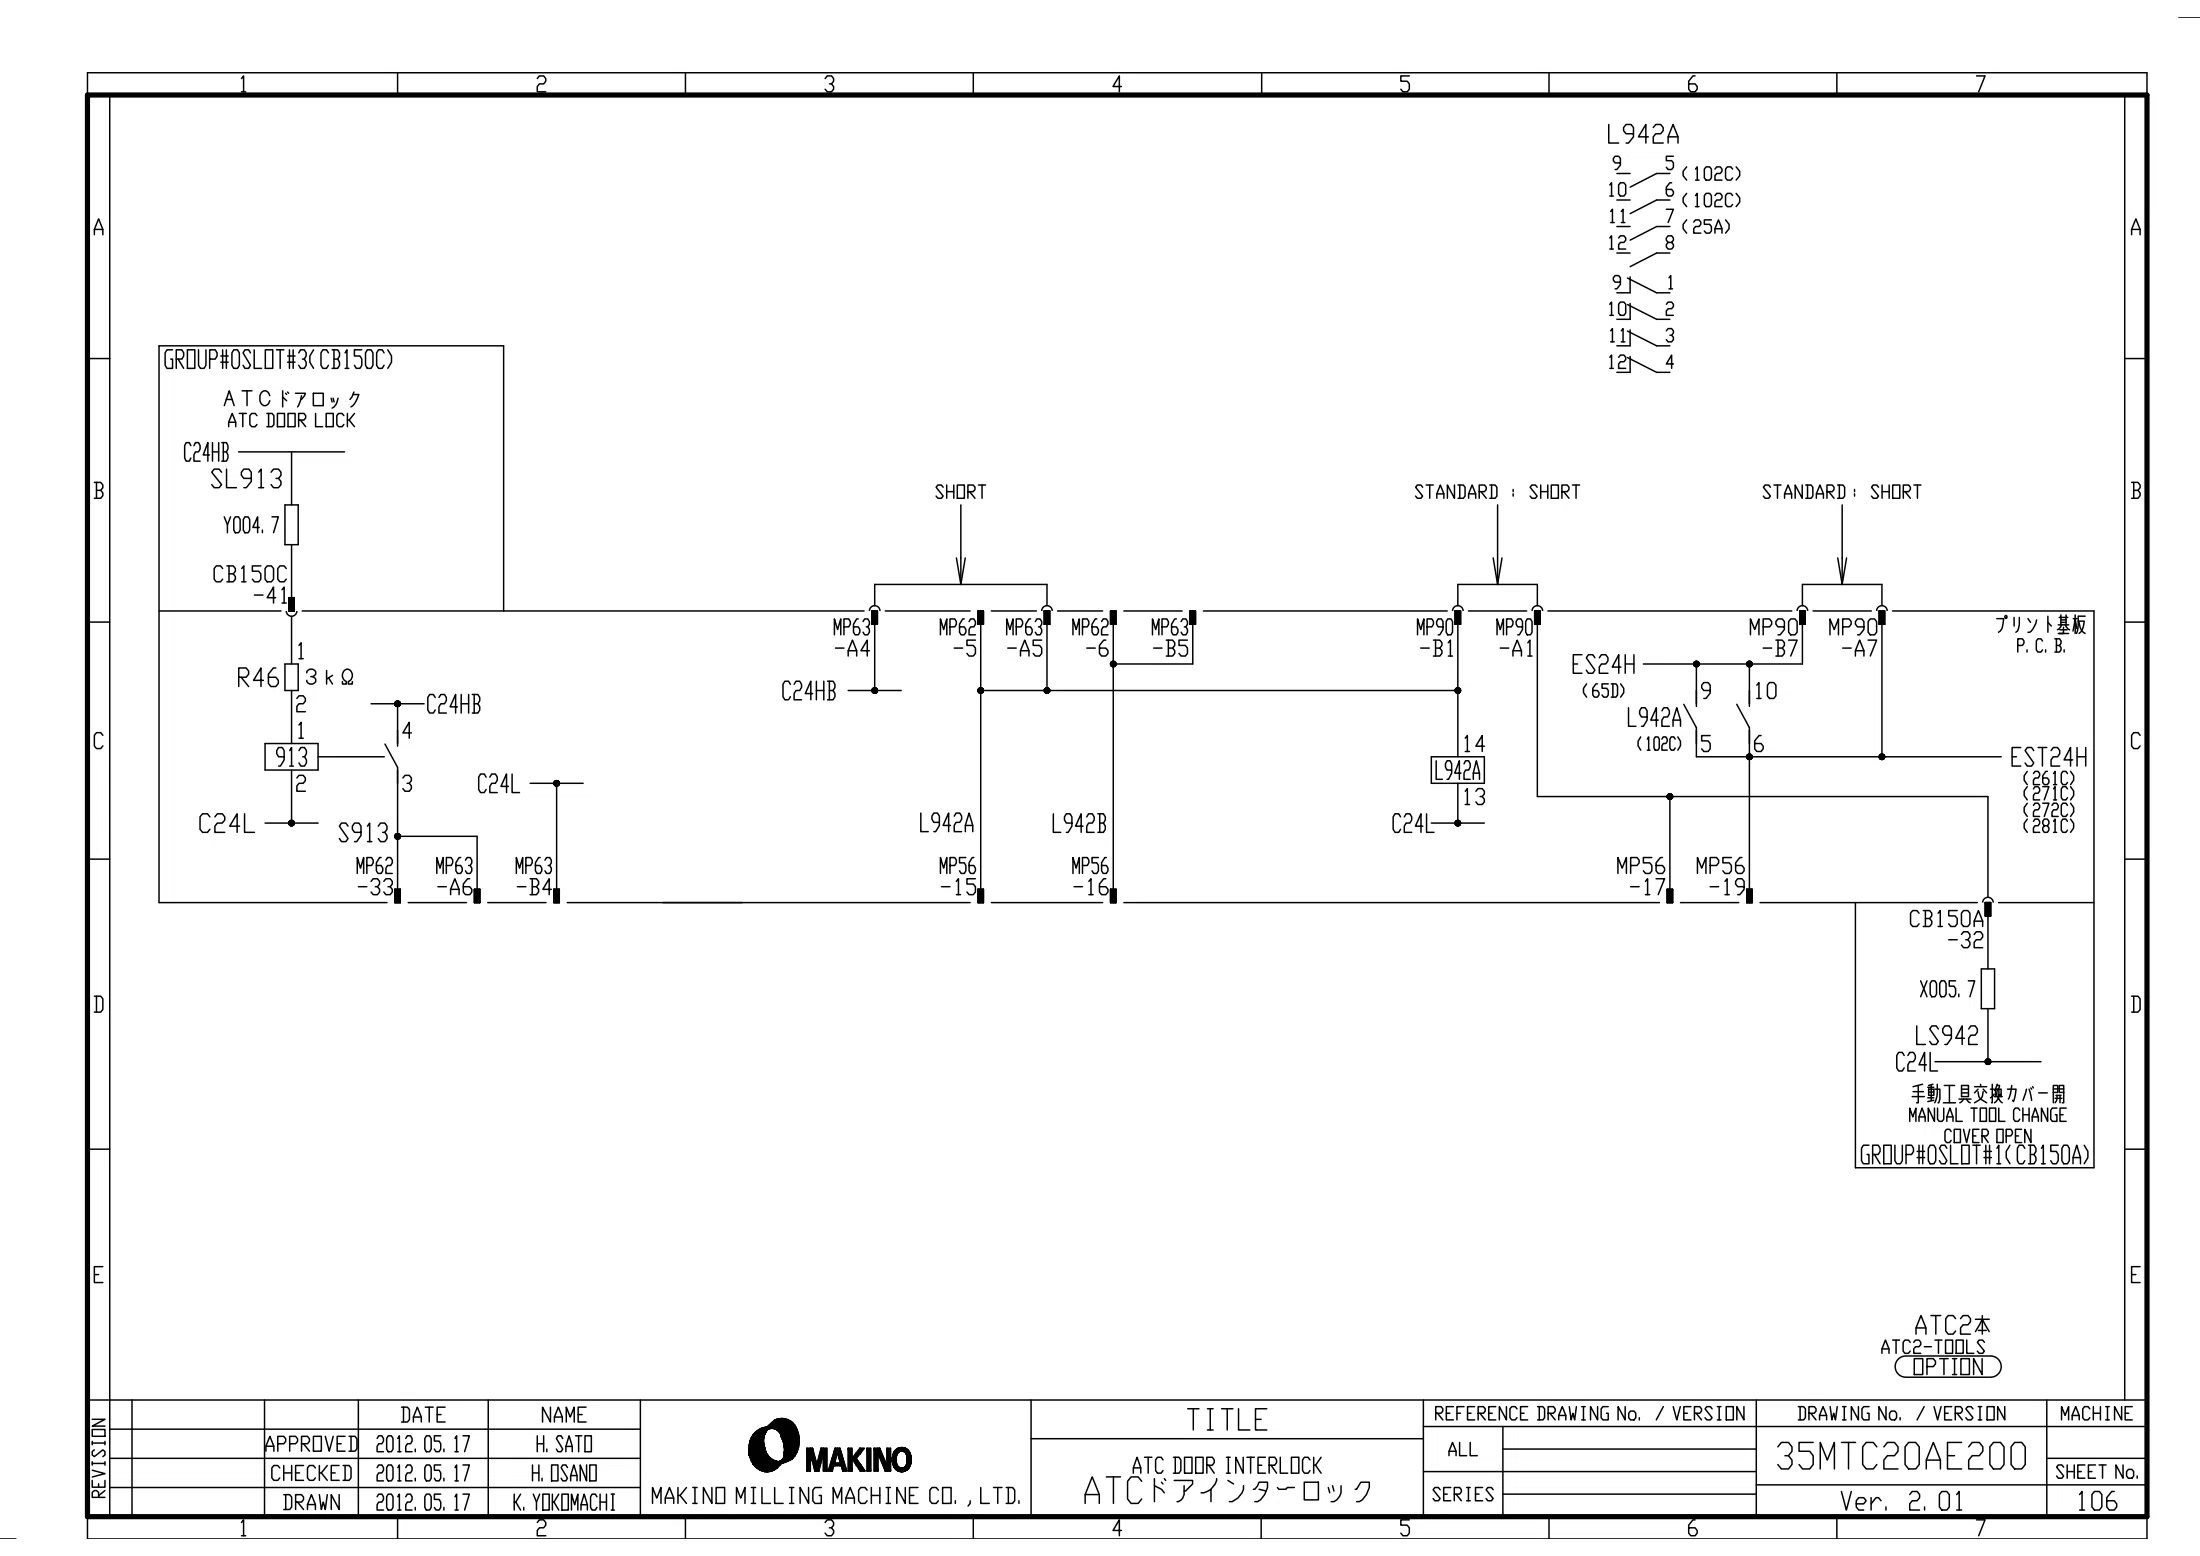 1 2 3 4 5 6 7
L942A
9 5 (102C)
10 6 (102C)
11 7 (25A)
12 8
9 1
10 2
11 3
12 4
A A
GROUP#0SLOT#3(CB150C)
ATCドアロック
ATC DOOR LOCK
C24HB
SL913
B B
SHORT
STANDARD : SHORT
STANDARD : SHORT
Y004.7
CB150C
-41
MP63
-A4
MP62
-5
MP63
-A5
MP62
-6
MP63
-B5
MP90
-B1
MP90
-A1
MP90
-B7
MP90
-A7
プリント基板
P.C.B.
1
R46 3kΩ
2
C24HB
C24HB
ES24H
(65D)
9 10
L942A
(102C)
5 6
C C
1
913
2
4
3
C24L
C24L
S913
14
L942A
13
C24L
EST24H
(261C)
(271C)
(272C)
(281C)
L942A
L942B
MP62
-33
MP63
-A6
MP63
-B4
MP56
-15
MP56
-16
MP56
-17
MP56
-19
CB150A
-32
D D
X005.7
LS942
C24L
手動工具交換カバー開
MANUAL TOOL CHANGE
COVER OPEN
GROUP#0SLOT#1(CB150A)
E E
ATC2本
ATC2-TOOLS
OPTION
REVISION
DATE NAME
APPROVED 2012.05.17 H. SATO
CHECKED 2012.05.17 H. OSANO
DRAWN 2012.05.17 K. YOKOMACHI
MAKINO
MAKINO MILLING MACHINE CO.,LTD.
TITLE
ATC DOOR INTERLOCK
ATCドアインターロック
REFERENCE DRAWING No. / VERSION
ALL
SERIES
DRAWING No. / VERSION
35MTC20AE200
Ver. 2.01
MACHINE
SHEET No.
106
1 2 3 4 5 6 7